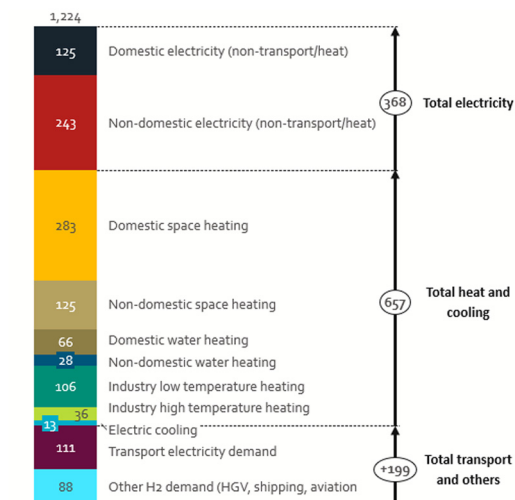 1,224
125 Domestic electricity (non-transport/heat)
368 Total electricity
243 Non-domestic electricity (non-transport/heat)
283 Domestic space heating
125 Non-domestic space heating
657 Total heat and
cooling
66 Domestic water heating
28 Non-domestic water heating
106 Industry low temperature heating
36 Industry high temperature heating
13 Electric cooling
111 Transport electricity demand
+199 Total transport
and others
88 Other H2 demand (HGV, shipping, aviation